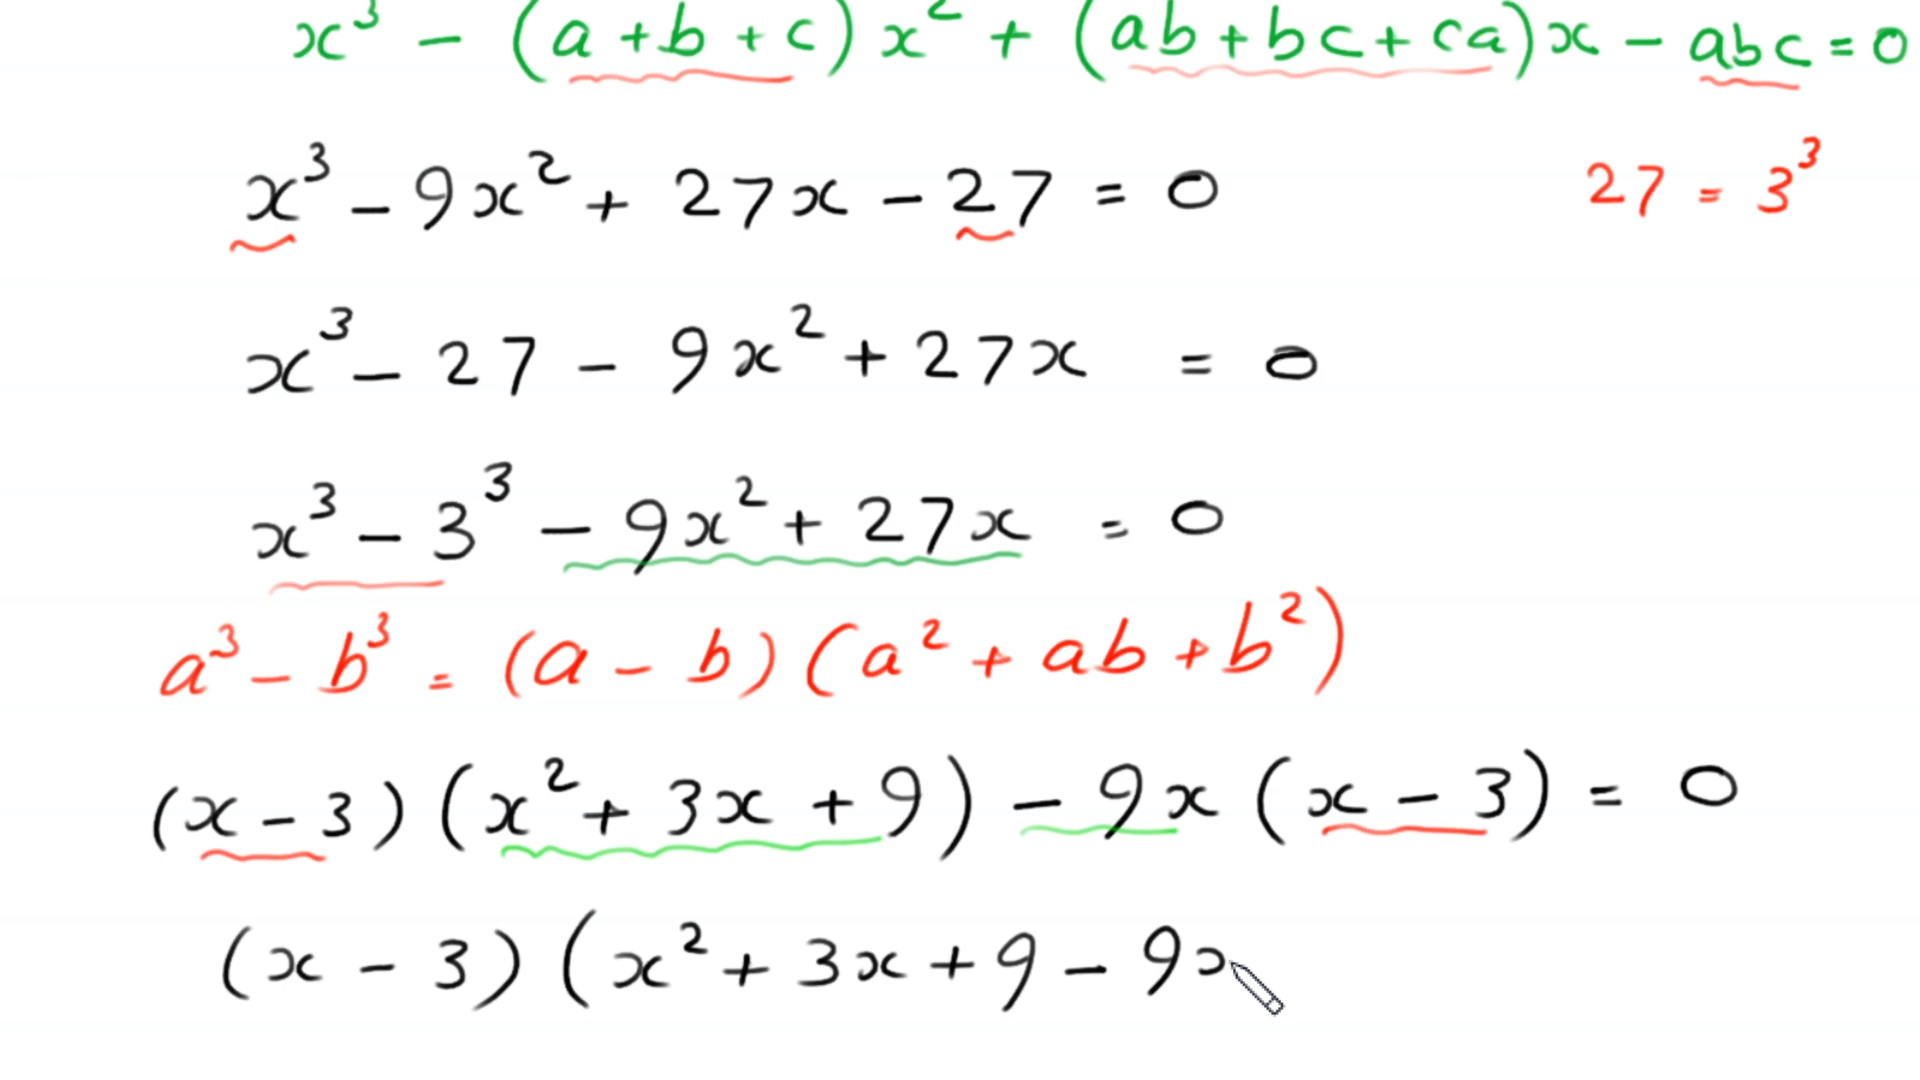 x³ - (a + b + c) x² + (ab + bc + ca) x - abc = 0
x³ - 9x² + 27x - 27 = 0
27 = 3³
x³ - 27 - 9x² + 27x = 0
x³ - 3³ - 9x² + 27x = 0
a³ - b³ = (a - b) (a² + ab + b²)
(x - 3) (x² + 3x + 9) - 9x (x - 3) = 0
(x - 3) (x² + 3x + 9 - 9